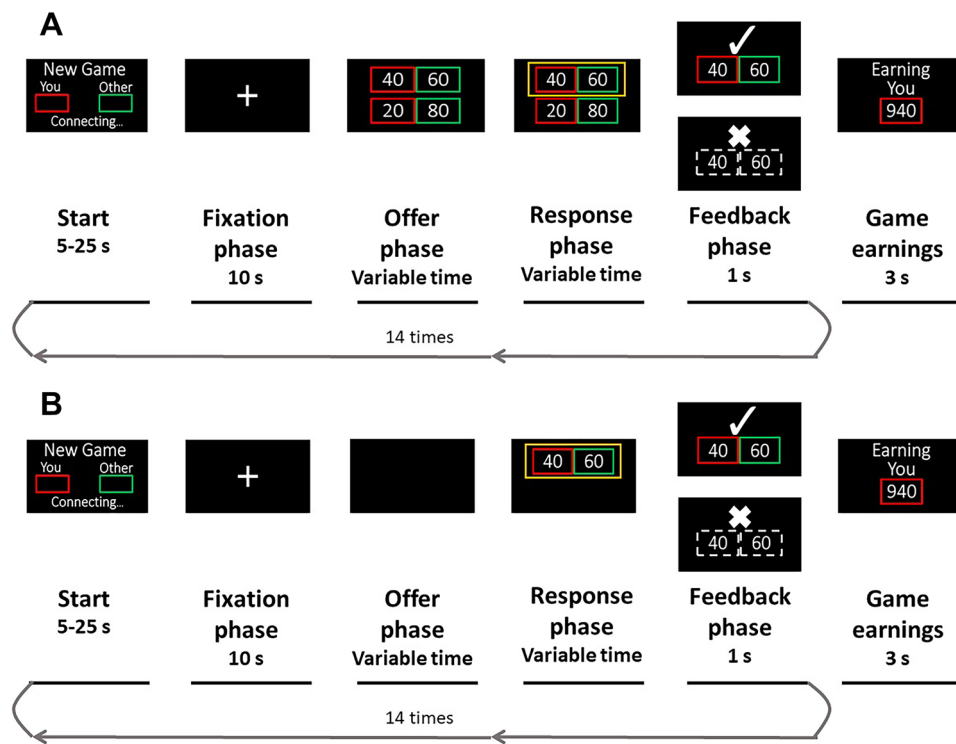 A
New Game
You Other
Connecting...
+
40 60
20 80
40 60
20 80
40 60
40 60
Earning
You
940
Start
5-25 s
Fixation
phase
10 s
Offer
phase
Variable time
Response
phase
Variable time
Feedback
phase
1 s
Game
earnings
3 s
14 times
B
New Game
You Other
Connecting...
+
40 60
40 60
40 60
Earning
You
940
Start
5-25 s
Fixation
phase
10 s
Offer
phase
Variable time
Response
phase
Variable time
Feedback
phase
1 s
Game
earnings
3 s
14 times